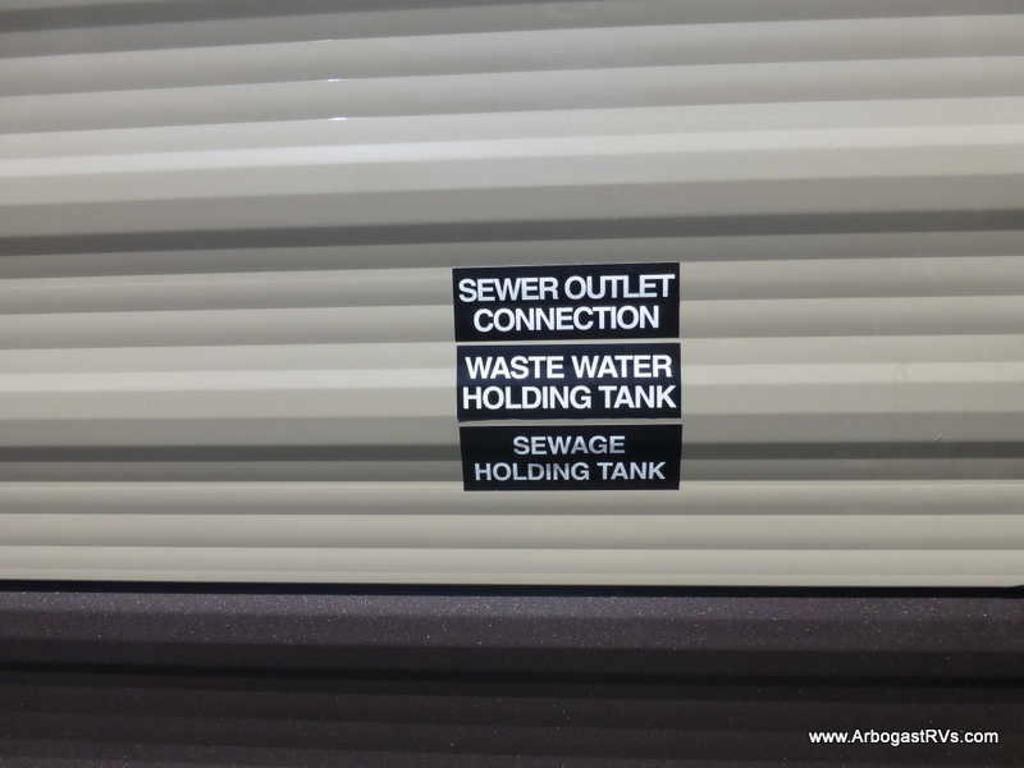 SEWER OUTLET
CONNECTION
WASTE WATER
HOLDING TANK
SEWAGE
HOLDING TANK
www.ArbogastRVs.com